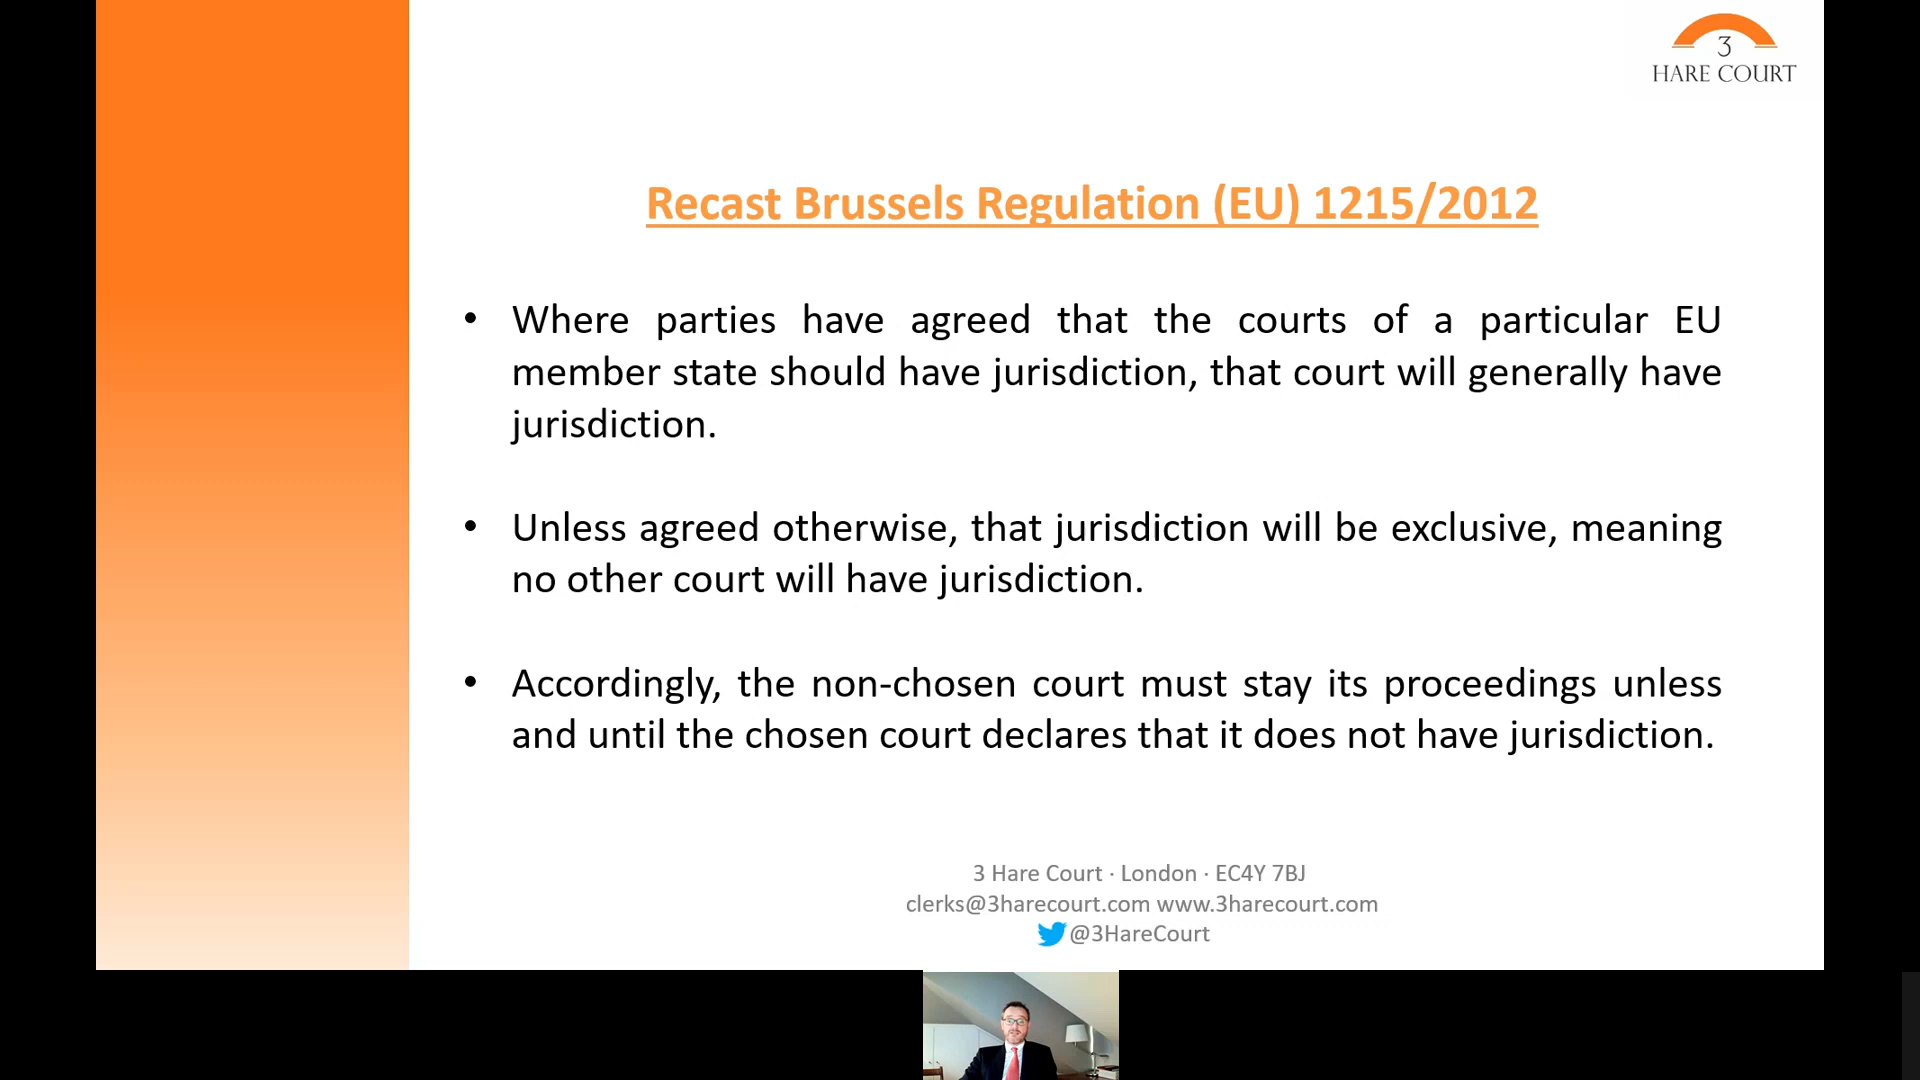 3
HARE COURT
Recast Brussels Regulation (EU) 1215/2012
• Where parties have agreed that the courts of a particular EU
member state should have jurisdiction, that court will generally have
jurisdiction.
• Unless agreed otherwise, that jurisdiction will be exclusive, meaning
no other court will have jurisdiction.
• Accordingly, the non-chosen court must stay its proceedings unless
and until the chosen court declares that it does not have jurisdiction.
3 Hare Court · London · EC4Y 7BJ
clerks@3harecourt.com www.3harecourt.com
@3HareCourt